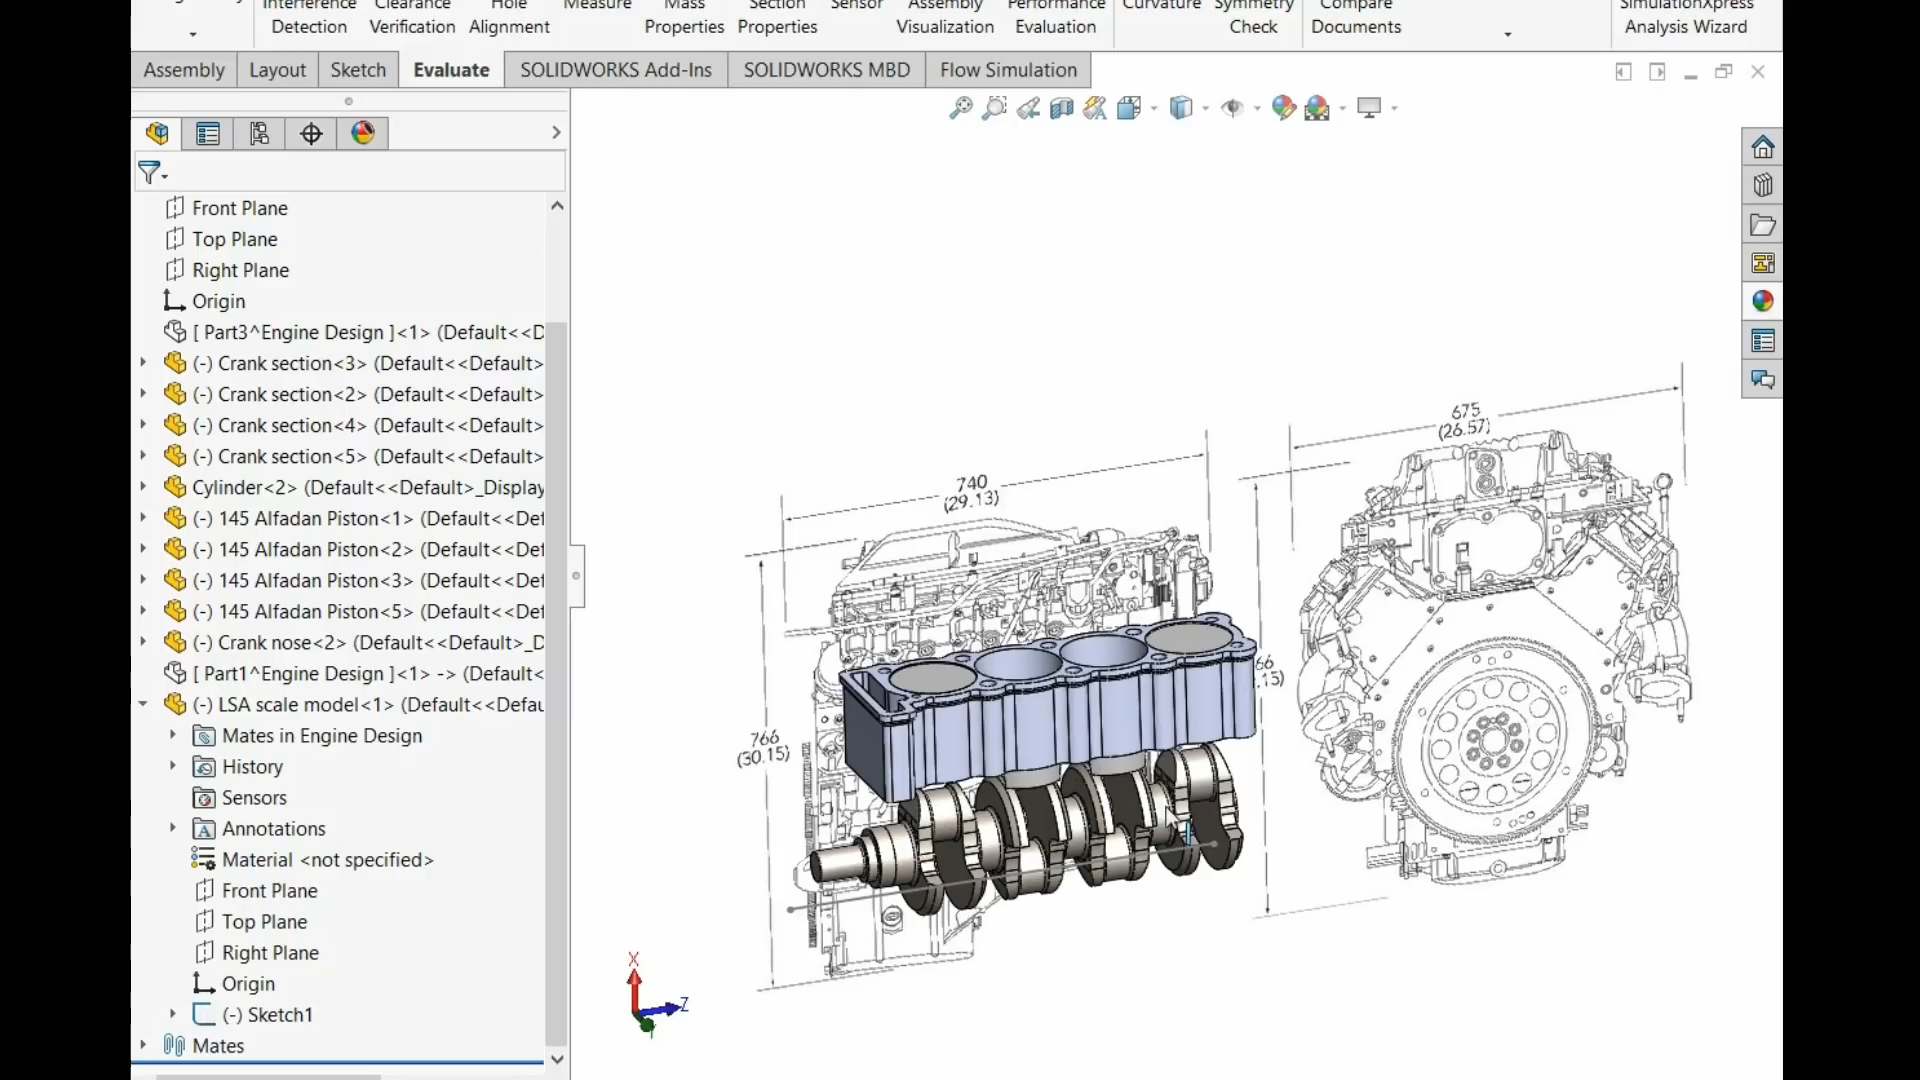 Interference Clearance Hole Measure Mass Section Sensor Assembly Performance Curvature Symmetry Compare SimulationXpress
Detection Verification Alignment Properties Properties Visualization Evaluation Check Documents Analysis Wizard
Assembly Layout Sketch Evaluate SOLIDWORKS Add-Ins SOLIDWORKS MBD Flow Simulation
Front Plane
Top Plane
Right Plane
Origin
[ Part3^Engine Design ]<1> (Default<<D
(-) Crank section<3> (Default<<Default>
(-) Crank section<2> (Default<<Default>
(-) Crank section<4> (Default<<Default>
(-) Crank section<5> (Default<<Default>
Cylinder<2> (Default<<Default>_Display
(-) 145 Alfadan Piston<1> (Default<<Def
(-) 145 Alfadan Piston<2> (Default<<Def
(-) 145 Alfadan Piston<3> (Default<<Def
(-) 145 Alfadan Piston<5> (Default<<Def
(-) Crank nose<2> (Default<<Default>_D
[ Part1^Engine Design ]<1> -> (Default<
(-) LSA scale model<1> (Default<<Defau
Mates in Engine Design
History
Sensors
Annotations
Material <not specified>
Front Plane
Top Plane
Right Plane
Origin
(-) Sketch1
Mates
740
(29.13)
675
(26.57)
766
(30.15)
66
.15)
X
Z